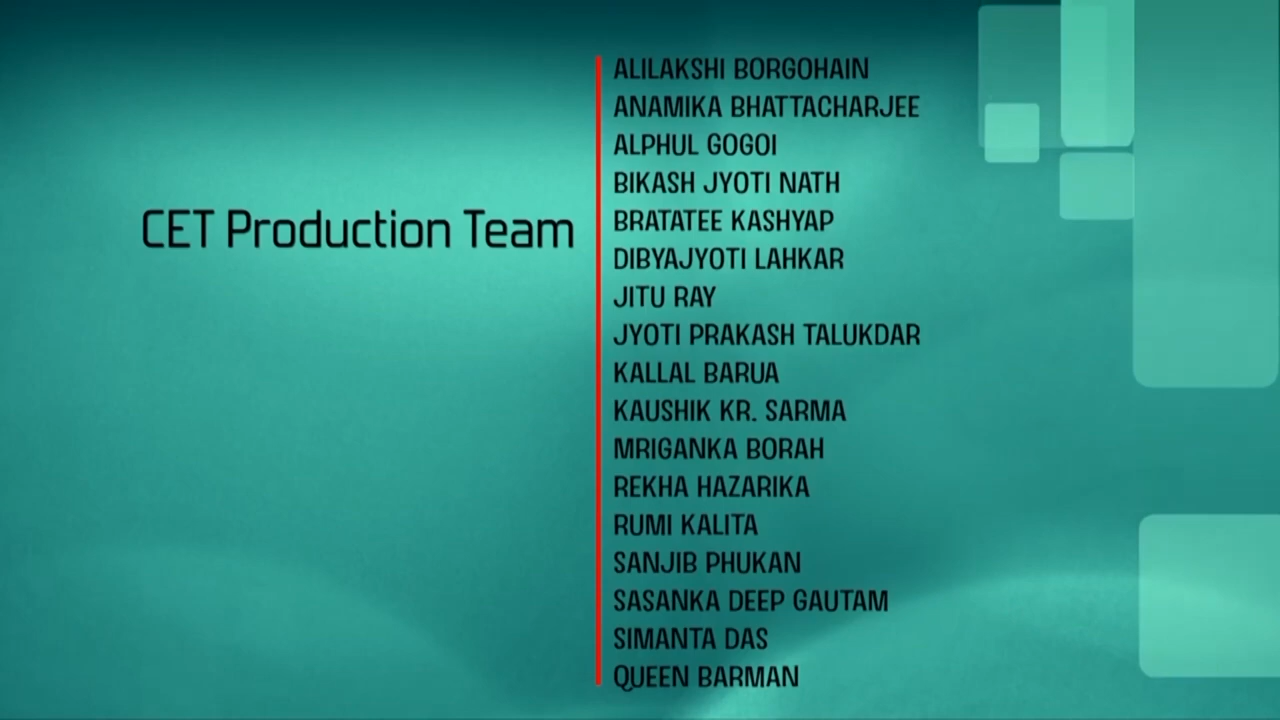 CET Production Team
ALILAKSHI BORGOHAIN
ANAMIKA BHATTACHARJEE
ALPHUL GOGOI
BIKASH JYOTI NATH
BRATATEE KASHYAP
DIBYAJYOTI LAHKAR
JITU RAY
JYOTI PRAKASH TALUKDAR
KALLAL BARUA
KAUSHIK KR. SARMA
MRIGANKA BORAH
REKHA HAZARIKA
RUMI KALITA
SANJIB PHUKAN
SASANKA DEEP GAUTAM
SIMANTA DAS
QUEEN BARMAN